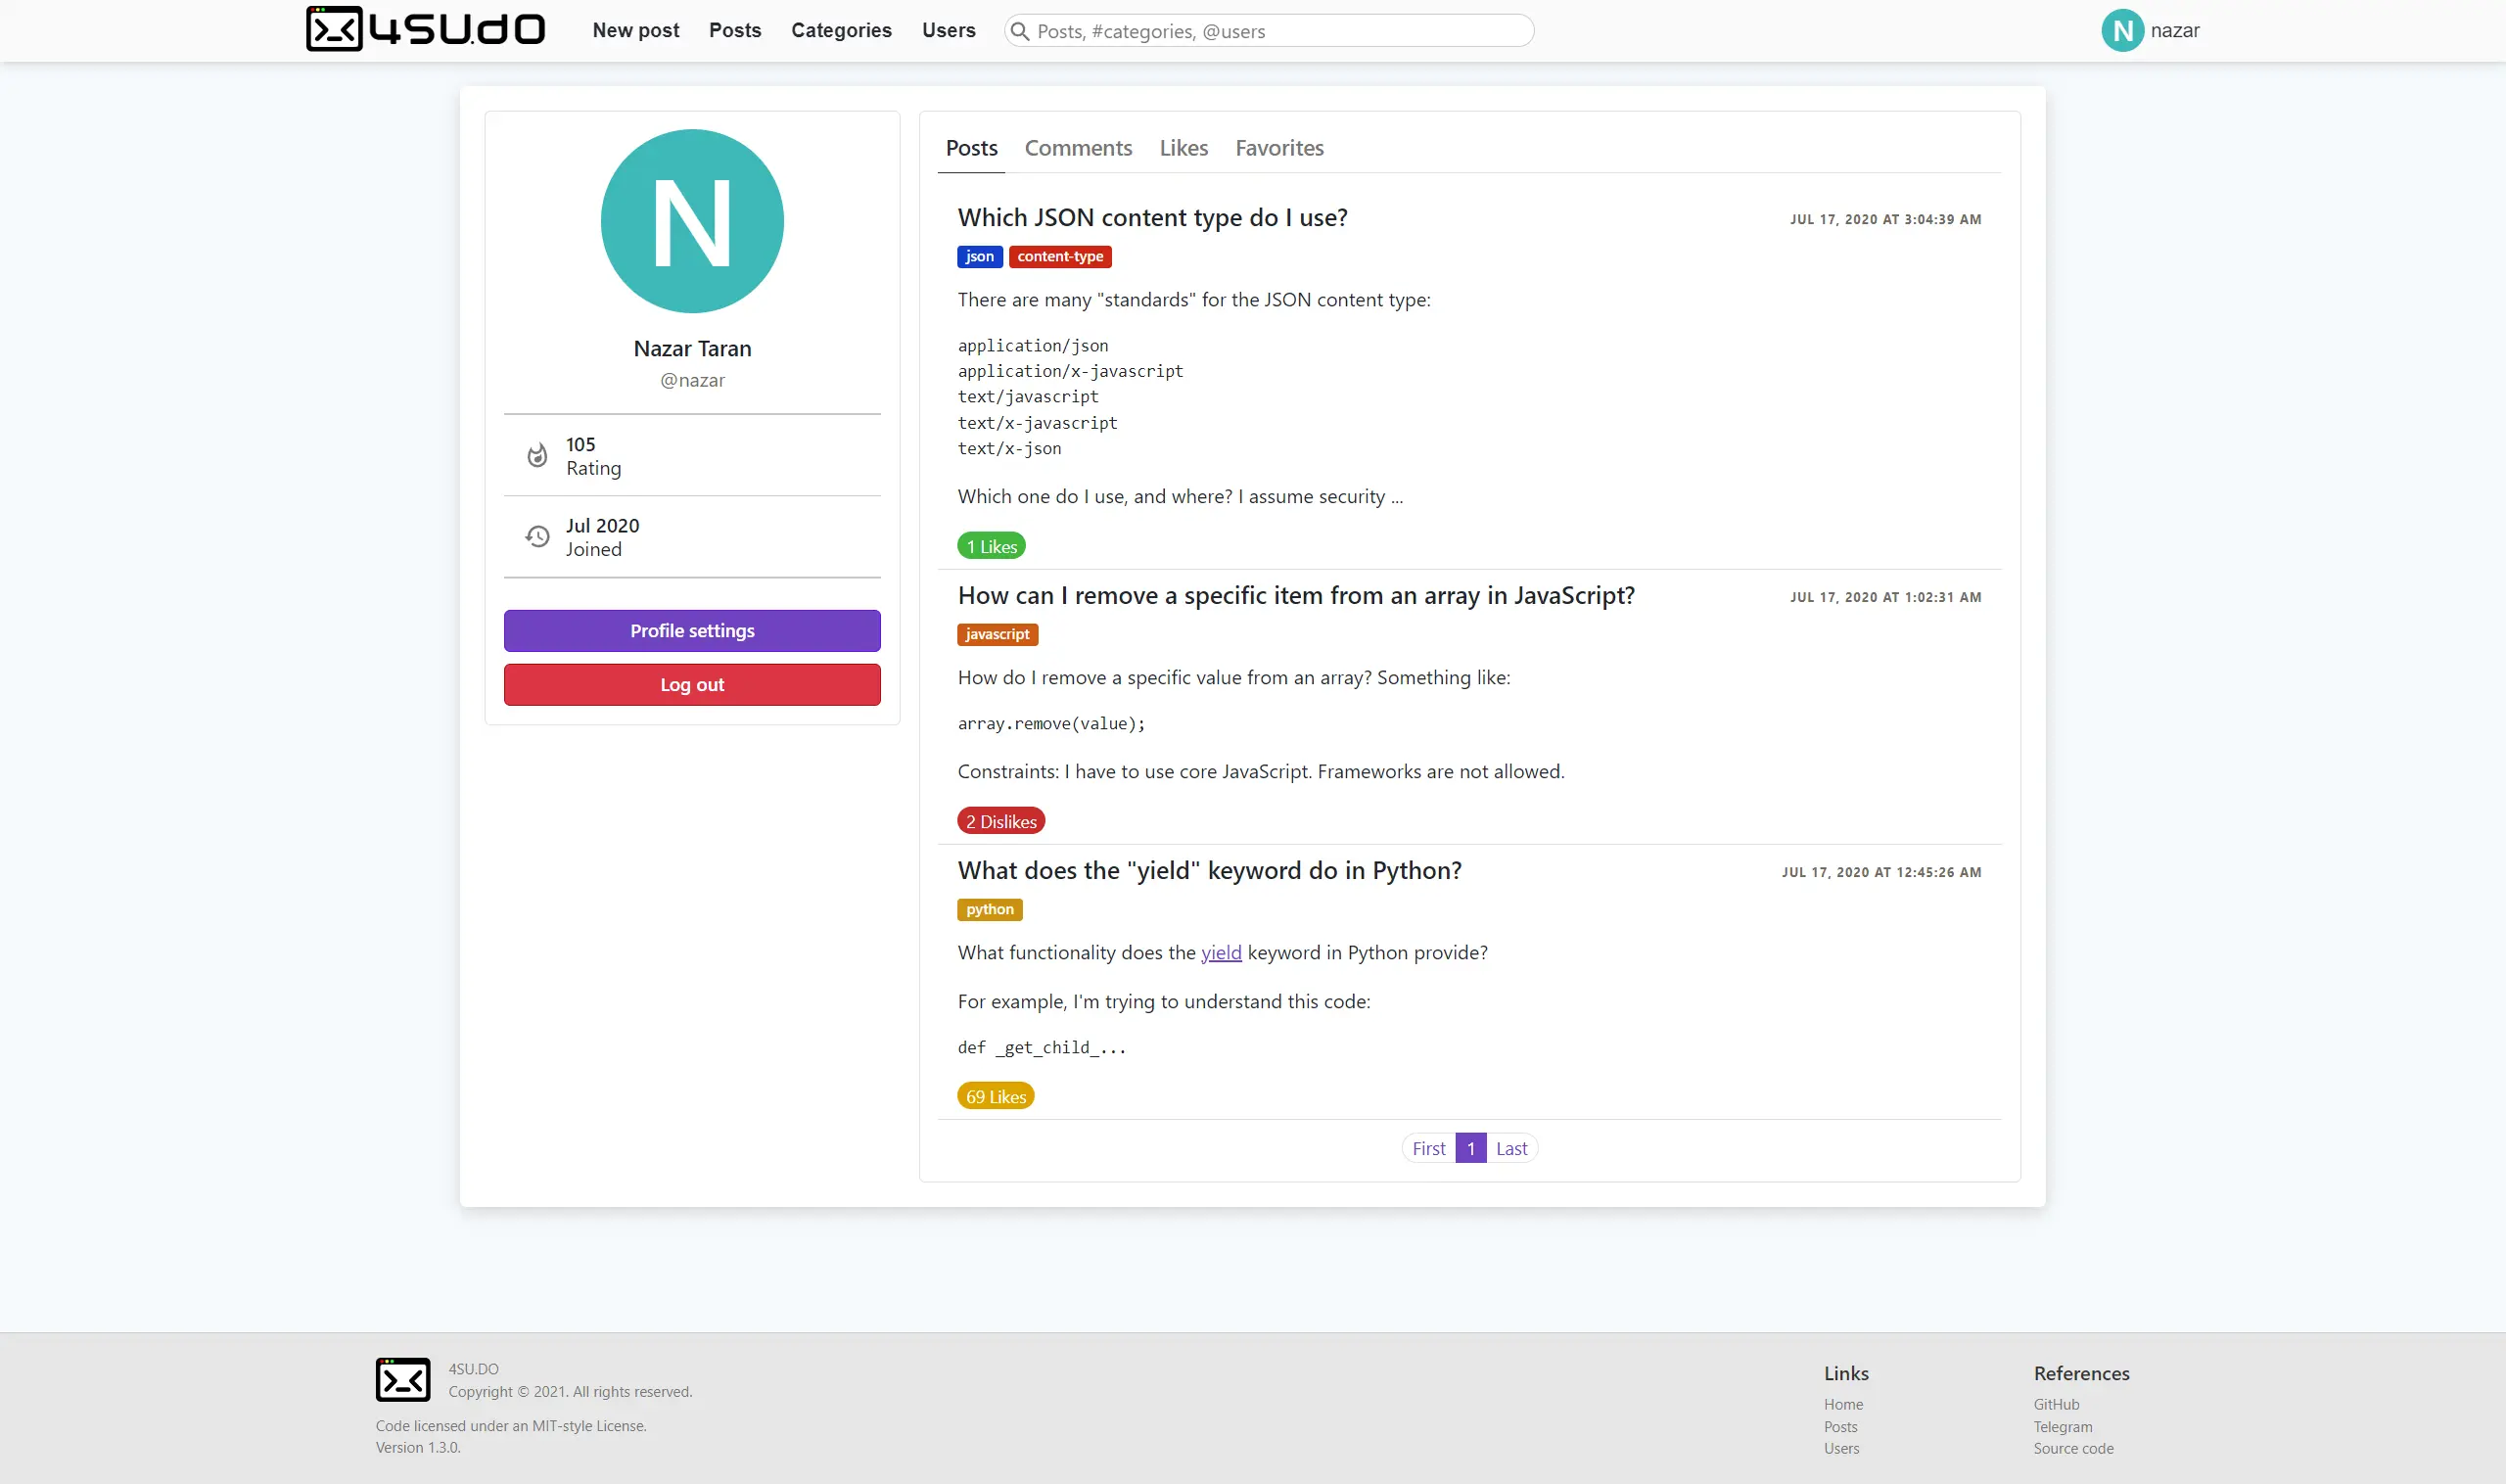 4SU.dO
New post
Posts
Categories
Users
Posts, #categories, @users
N
nazar
N
Nazar Taran
@nazar
105
Rating
Jul 2020
Joined
Profile settings
Log out
Posts
Comments
Likes
Favorites
Which JSON content type do I use?
JUL 17, 2020 AT 3:04:39 AM
json
content-type
There are many "standards" for the JSON content type:
application/json
application/x-javascript
text/javascript
text/x-javascript
text/x-json
Which one do I use, and where? I assume security ...
1 Likes
How can I remove a specific item from an array in JavaScript?
JUL 17, 2020 AT 1:02:31 AM
javascript
How do I remove a specific value from an array? Something like:
array.remove(value);
Constraints: I have to use core JavaScript. Frameworks are not allowed.
2 Dislikes
What does the "yield" keyword do in Python?
JUL 17, 2020 AT 12:45:26 AM
python
What functionality does the yield keyword in Python provide?
For example, I'm trying to understand this code:
def _get_child_...
69 Likes
First
1
Last
4SU.DO
Copyright © 2021. All rights reserved.
Code licensed under an MIT-style License.
Version 1.3.0.
Links
Home
Posts
Users
References
GitHub
Telegram
Source code